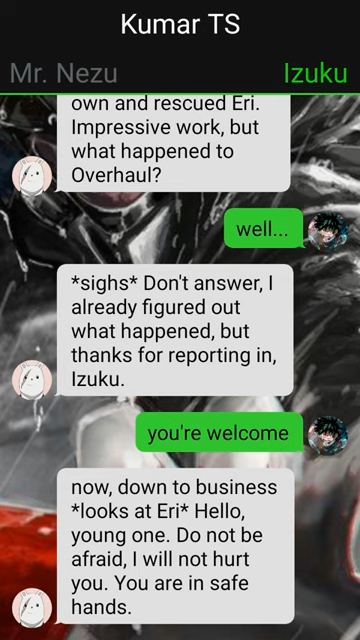 Kumar TS
Mr. Nezu
Izuku
own and rescued Eri.
Impressive work, but
what happened to
Overhaul?
well...
*sighs* Don't answer, I
already figured out
what happened, but
thanks for reporting in,
Izuku.
you're welcome
now, down to business
*looks at Eri* Hello,
young one. Do not be
afraid, I will not hurt
you. You are in safe
hands.